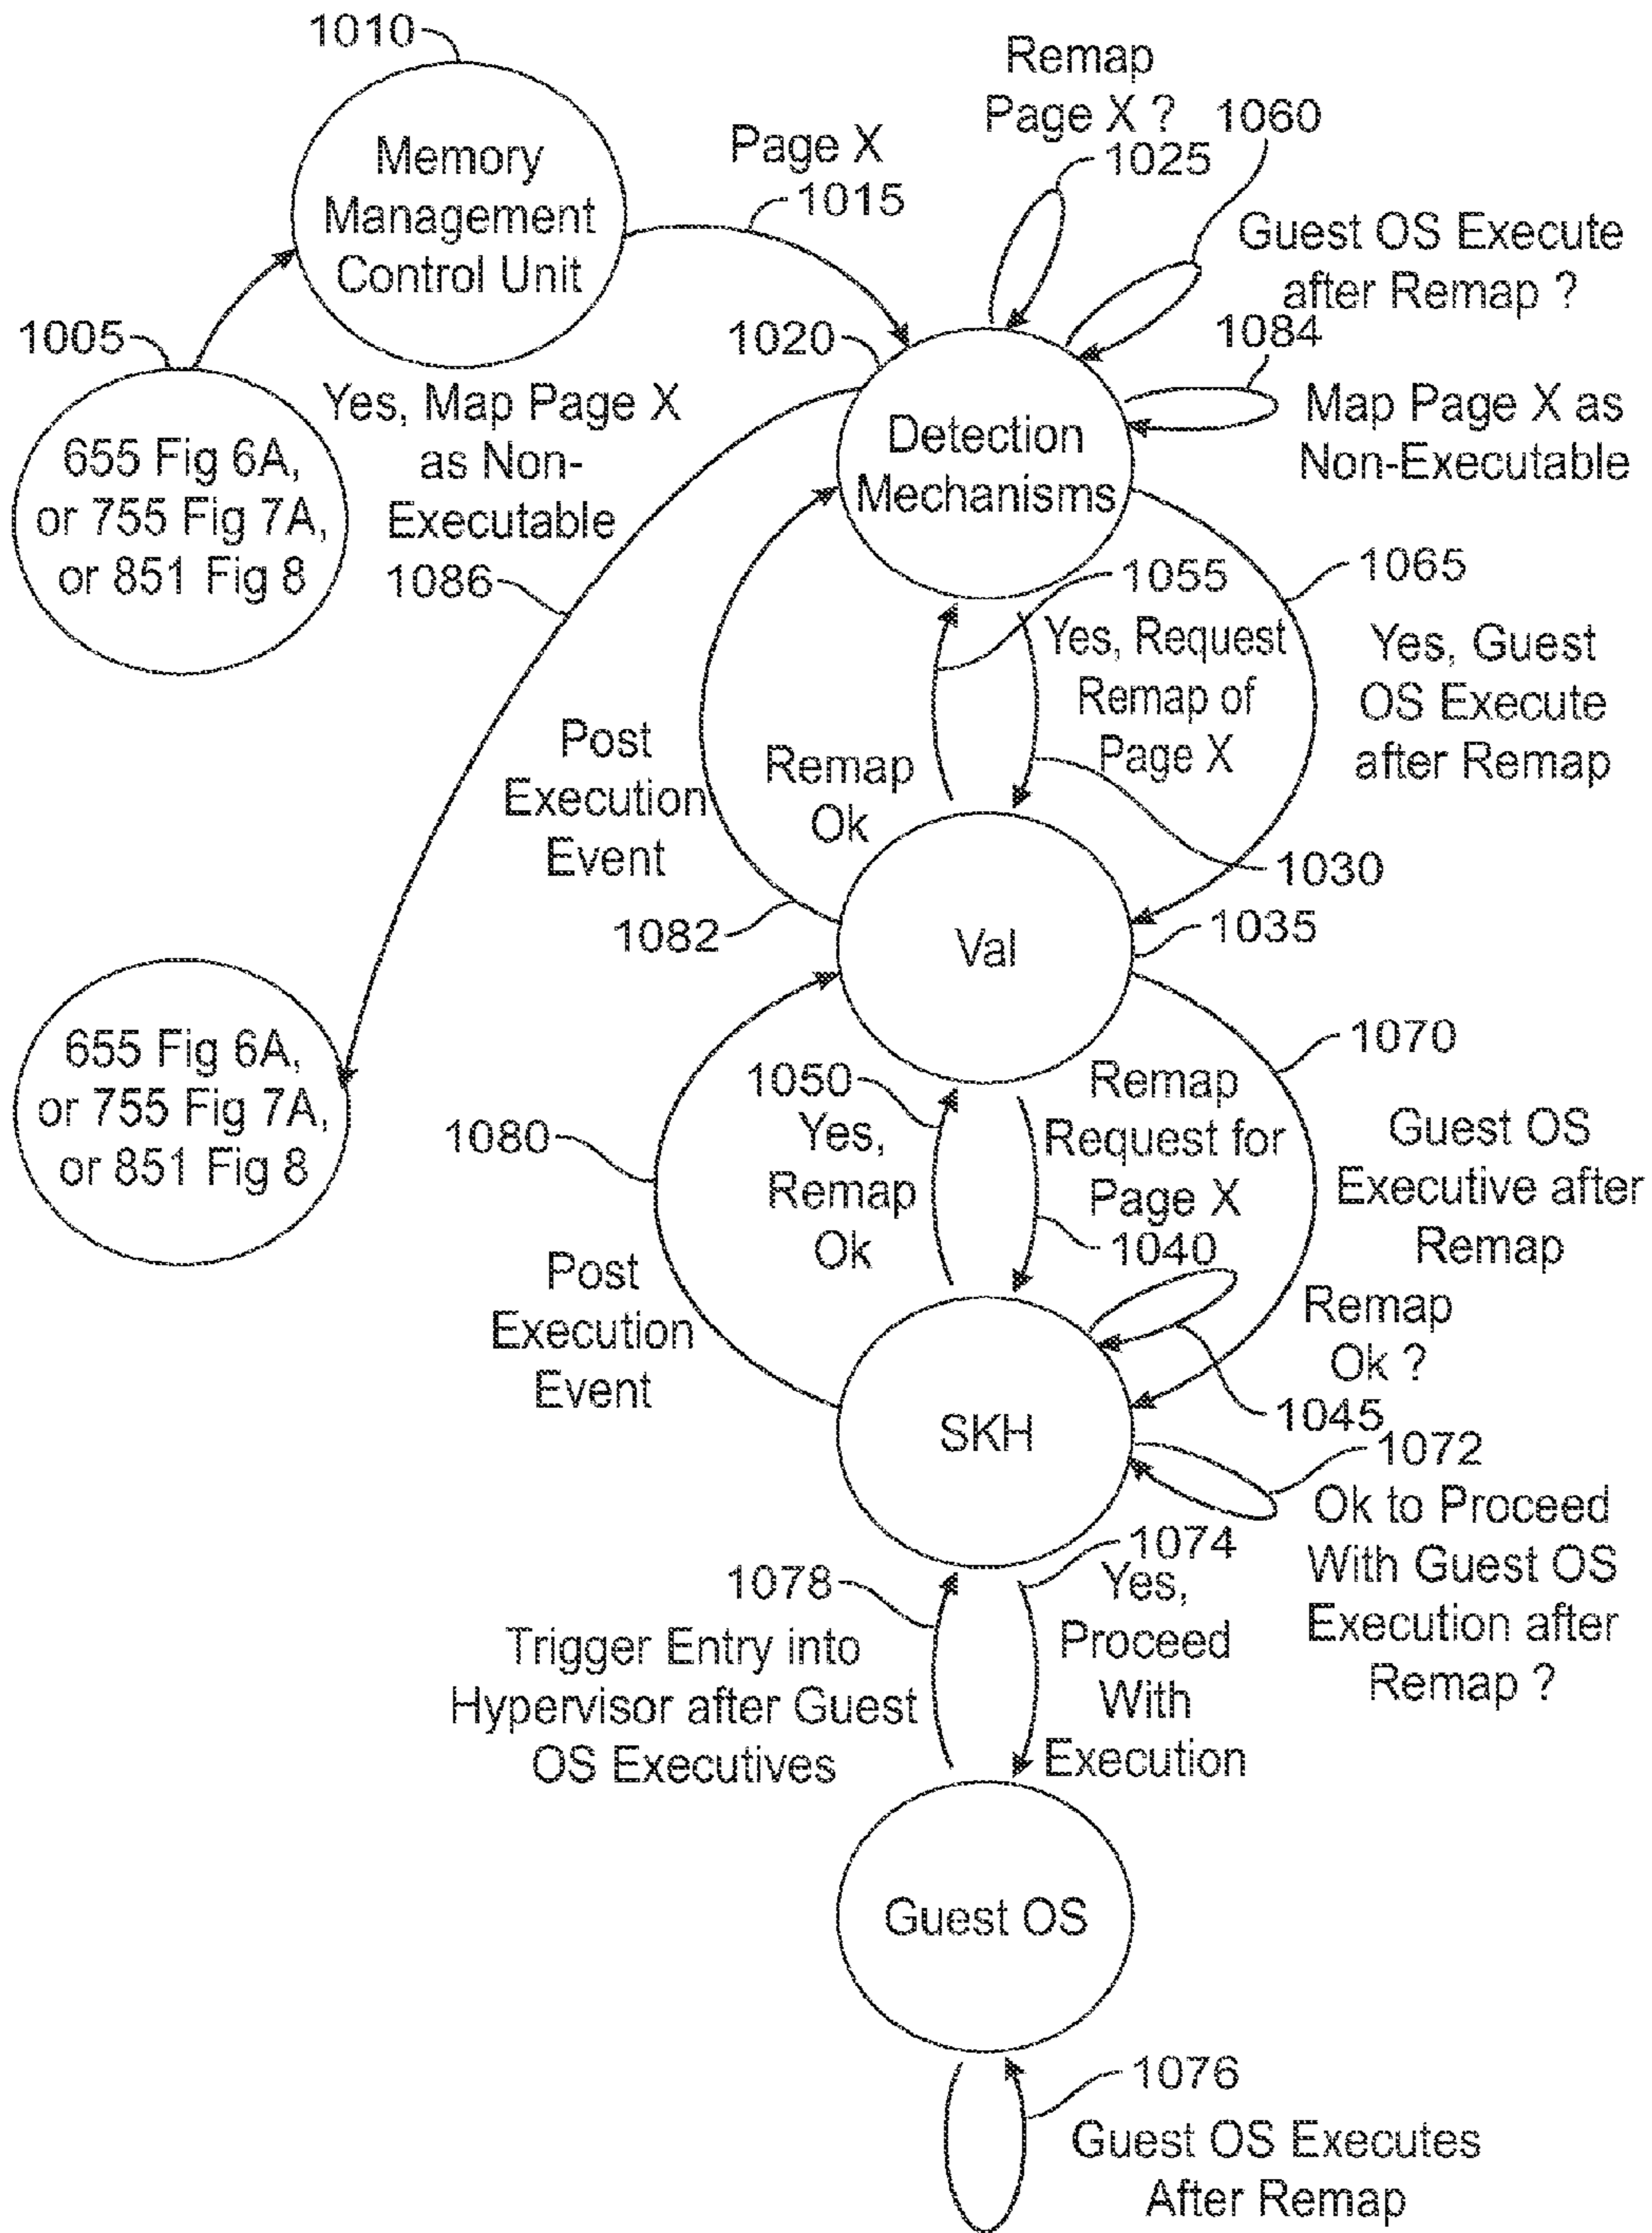 1010
Memory
Management
Control Unit
Page X
1015
Remap
Page X ?
1025
1060
Guest OS Execute
after Remap ?
1084
Map Page X as
Non-Executable
1005
655 Fig 6A,
or 755 Fig 7A,
or 851 Fig 8
Yes, Map Page X
as Non-
Executable
1086
1020
Detection
Mechanisms
1055
Yes, Request
Remap of
Page X
1065
Yes, Guest
OS Execute
after Remap
Post
Execution
Event
1082
Remap
Ok
1030
Val
1035
655 Fig 6A,
or 755 Fig 7A,
or 851 Fig 8
1080
1050
Yes,
Remap
Ok
Remap
Request for
Page X
1040
1070
Guest OS
Executive after
Remap
Post
Execution
Event
Remap
Ok ?
1045
SKH
1072
Ok to Proceed
With Guest OS
Execution after
Remap ?
1078
Trigger Entry into
Hypervisor after Guest
OS Executives
1074
Yes,
Proceed
With
Execution
Guest OS
1076
Guest OS Executes
After Remap